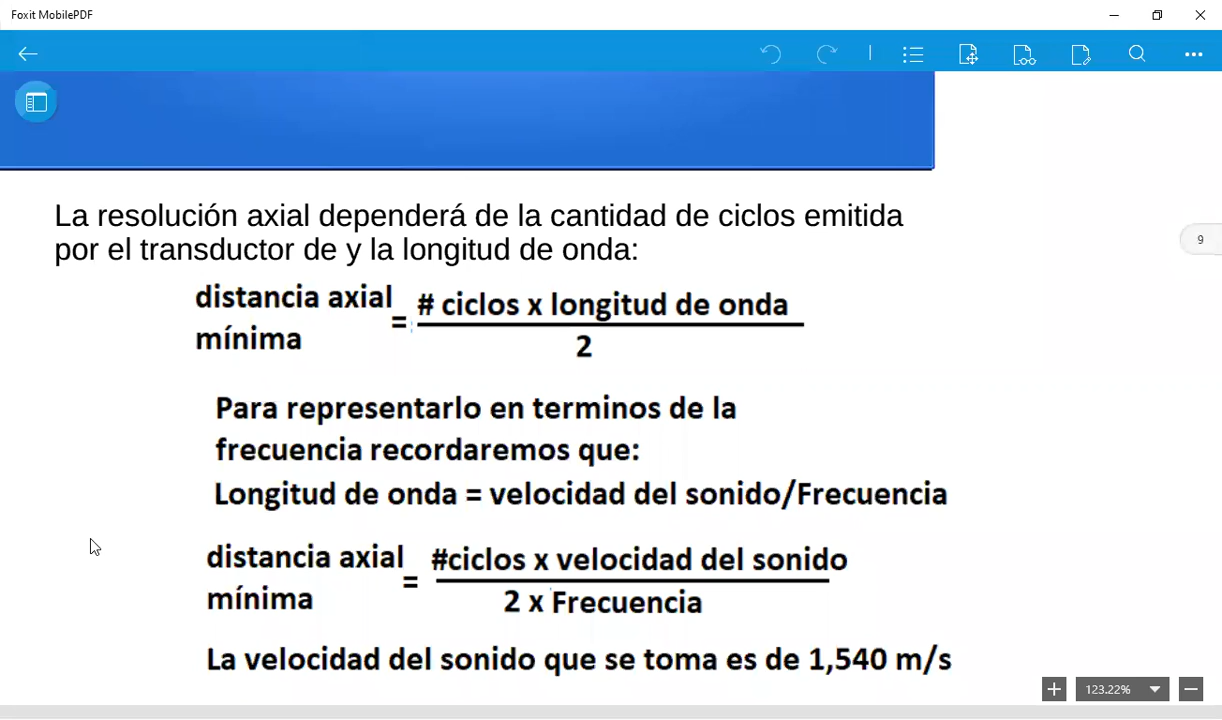 Foxit MobilePDF
La resolución axial dependerá de la cantidad de ciclos emitida
por el transductor de y la longitud de onda:
9
distancia axial
mínima
= # ciclos x longitud de onda
2
Para representarlo en terminos de la
frecuencia recordaremos que:
Longitud de onda = velocidad del sonido/Frecuencia
distancia axial
mínima
= #ciclos x velocidad del sonido
2 x Frecuencia
La velocidad del sonido que se toma es de 1,540 m/s
123.22%